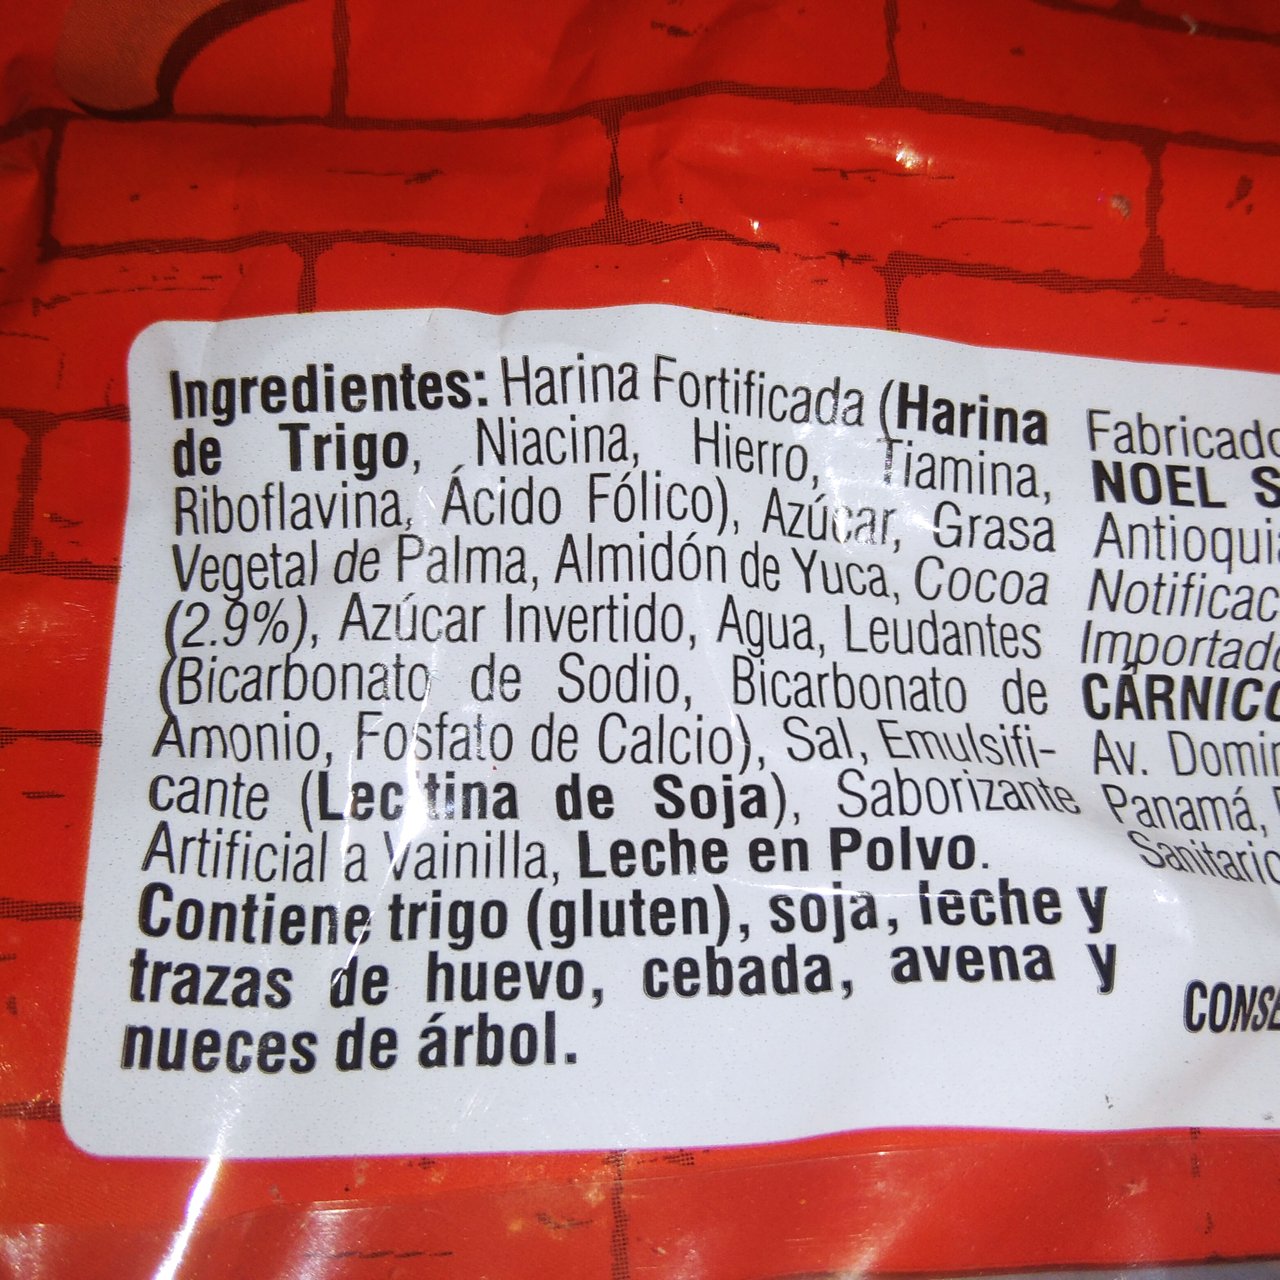 Ingredientes: Harina Fortificada (Harina
de Trigo, Niacina, Hierro, Tiamina,
Riboflavina, Ácido Fólico), Azúcar, Grasa
Vegetal de Palma, Almidón de Yuca, Cocoa
(2.9%), Azúcar Invertido, Agua, Leudantes
(Bicarbonato de Sodio, Bicarbonato de
Amonio, Fosfato de Calcio), Sal, Emulsifi-
cante (Lecitina de Soja), Saborizante
Artificial a Vainilla, Leche en Polvo.
Contiene trigo (gluten), soja, leche y
trazas de huevo, cebada, avena y
nueces de árbol.
Fabricado
NOEL S
Antioquia
Notificac
Importado
CÁRNICO
Av. Domin
Panamá,
Sanitario
CONSE